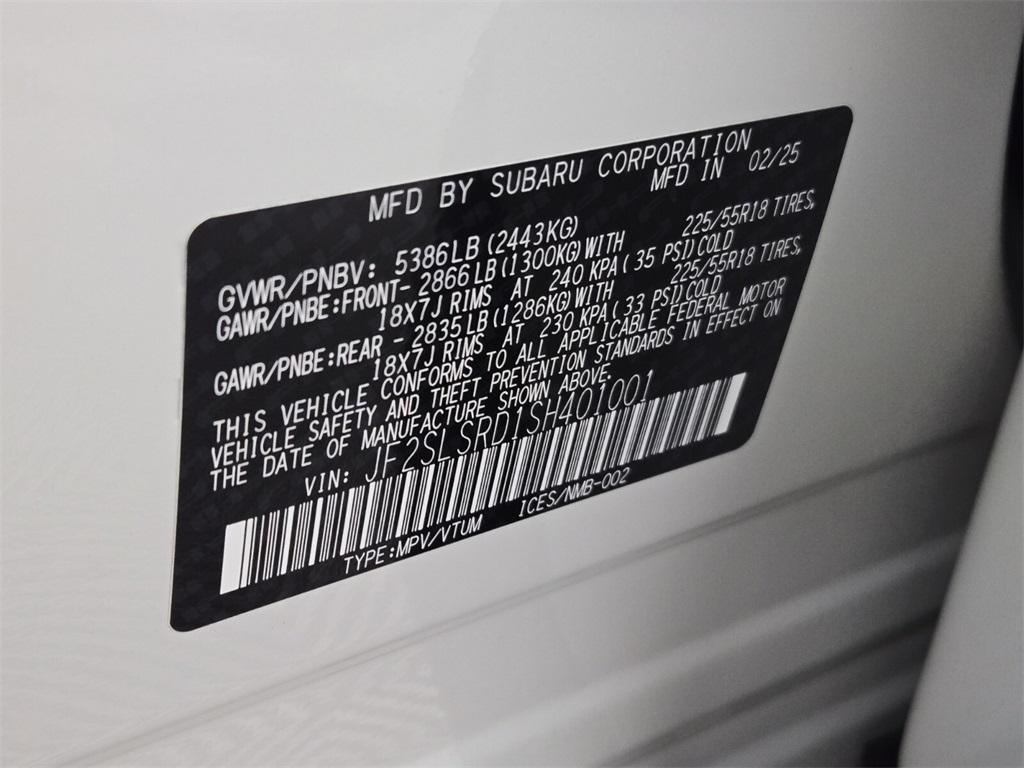 MFD BY SUBARU CORPORATION
MFD IN 02/25
GVWR/PNBV: 5386LB(2443KG)
GAWR/PNBE:FRONT- 2866LB(1300KG)WITH 225/55R18 TIRES,
18X7J RIMS AT 240 KPA(35 PSI)COLD
GAWR/PNBE:REAR - 2835LB(1286KG)WITH 225/55R18 TIRES,
18X7J RIMS AT 230 KPA(33 PSI)COLD
THIS VEHICLE CONFORMS TO ALL APPLICABLE FEDERAL MOTOR
VEHICLE SAFETY AND THEFT PREVENTION STANDARDS IN EFFECT ON
THE DATE OF MANUFACTURE SHOWN ABOVE.
VIN: JF2SLSRD1SH401001
TYPE:MPV/VTUM ICES/NMB-002